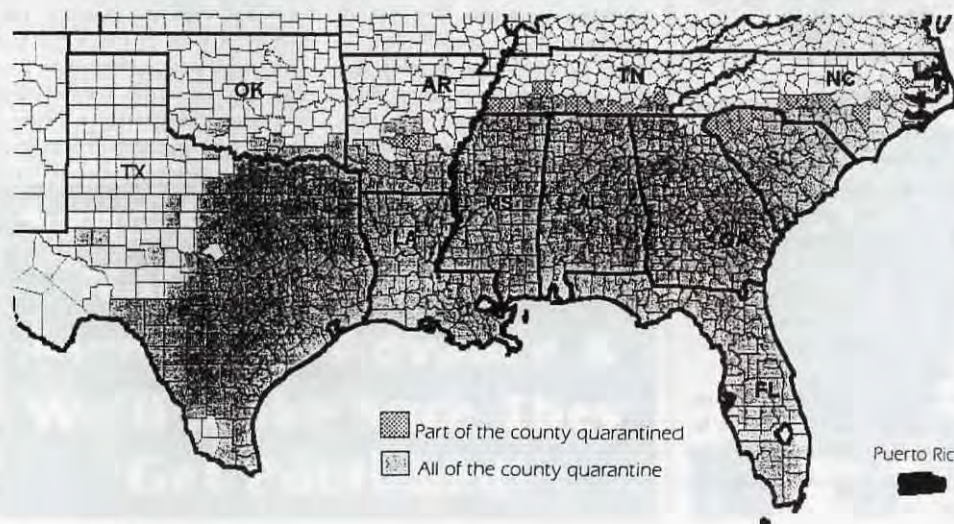 TN
NC
OK
AR
TX
SC
MS
AL
LA
GA
FL
Part of the county quarantined
All of the county quarantine
Puerto Ric